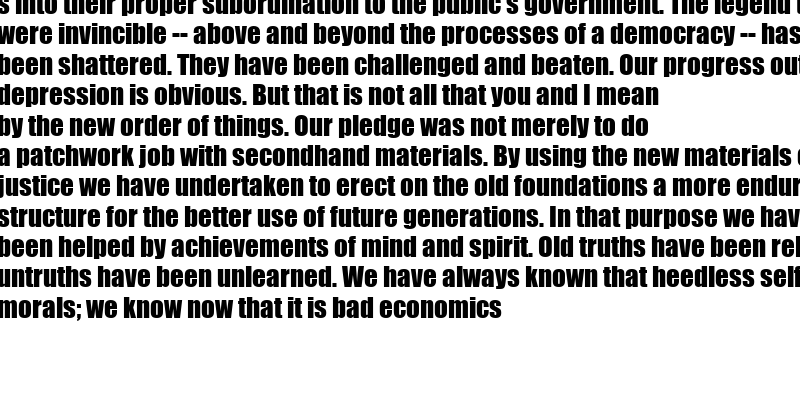 into their proper subordination to the public's government. The legend
were invincible -- above and beyond the processes of a democracy -- has
been shattered. They have been challenged and beaten. Our progress out
depression is obvious. But that is not all that you and I mean
by the new order of things. Our pledge was not merely to do
a patchwork job with secondhand materials. By using the new materials
justice we have undertaken to erect on the old foundations a more
structure for the better use of future generations. In that purpose we
been helped by achievements of mind and spirit. Old truths have been
untruths have been unlearned. We have always known that heedless
morals; we know now that it is bad economics